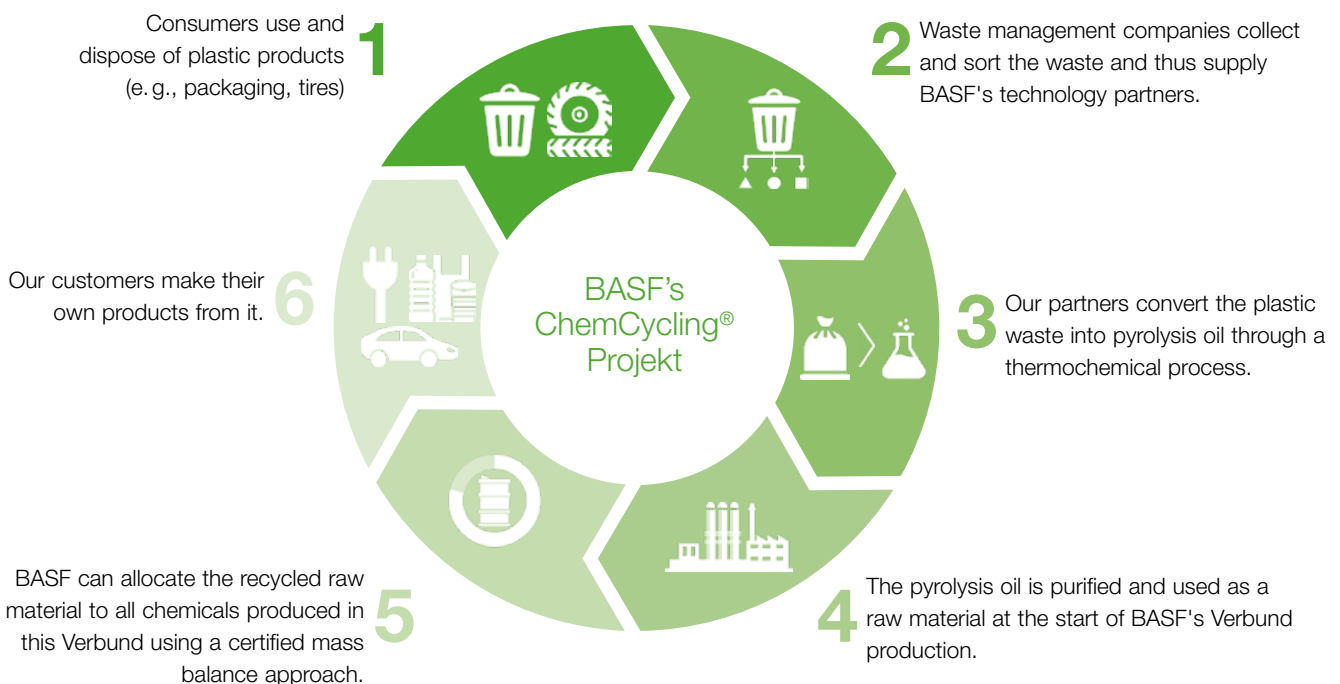 Consumers use and
dispose of plastic products
(e. g., packaging, tires)
1
2
Waste management companies collect
and sort the waste and thus supply
BASF's technology partners.
3
Our partners convert the plastic
waste into pyrolysis oil through a
thermochemical process.
4
The pyrolysis oil is purified and used as a
raw material at the start of BASF's Verbund
production.
BASF can allocate the recycled raw
material to all chemicals produced in
this Verbund using a certified mass
balance approach.
5
Our customers make their
own products from it.
6
BASF’s
ChemCycling®
Projekt